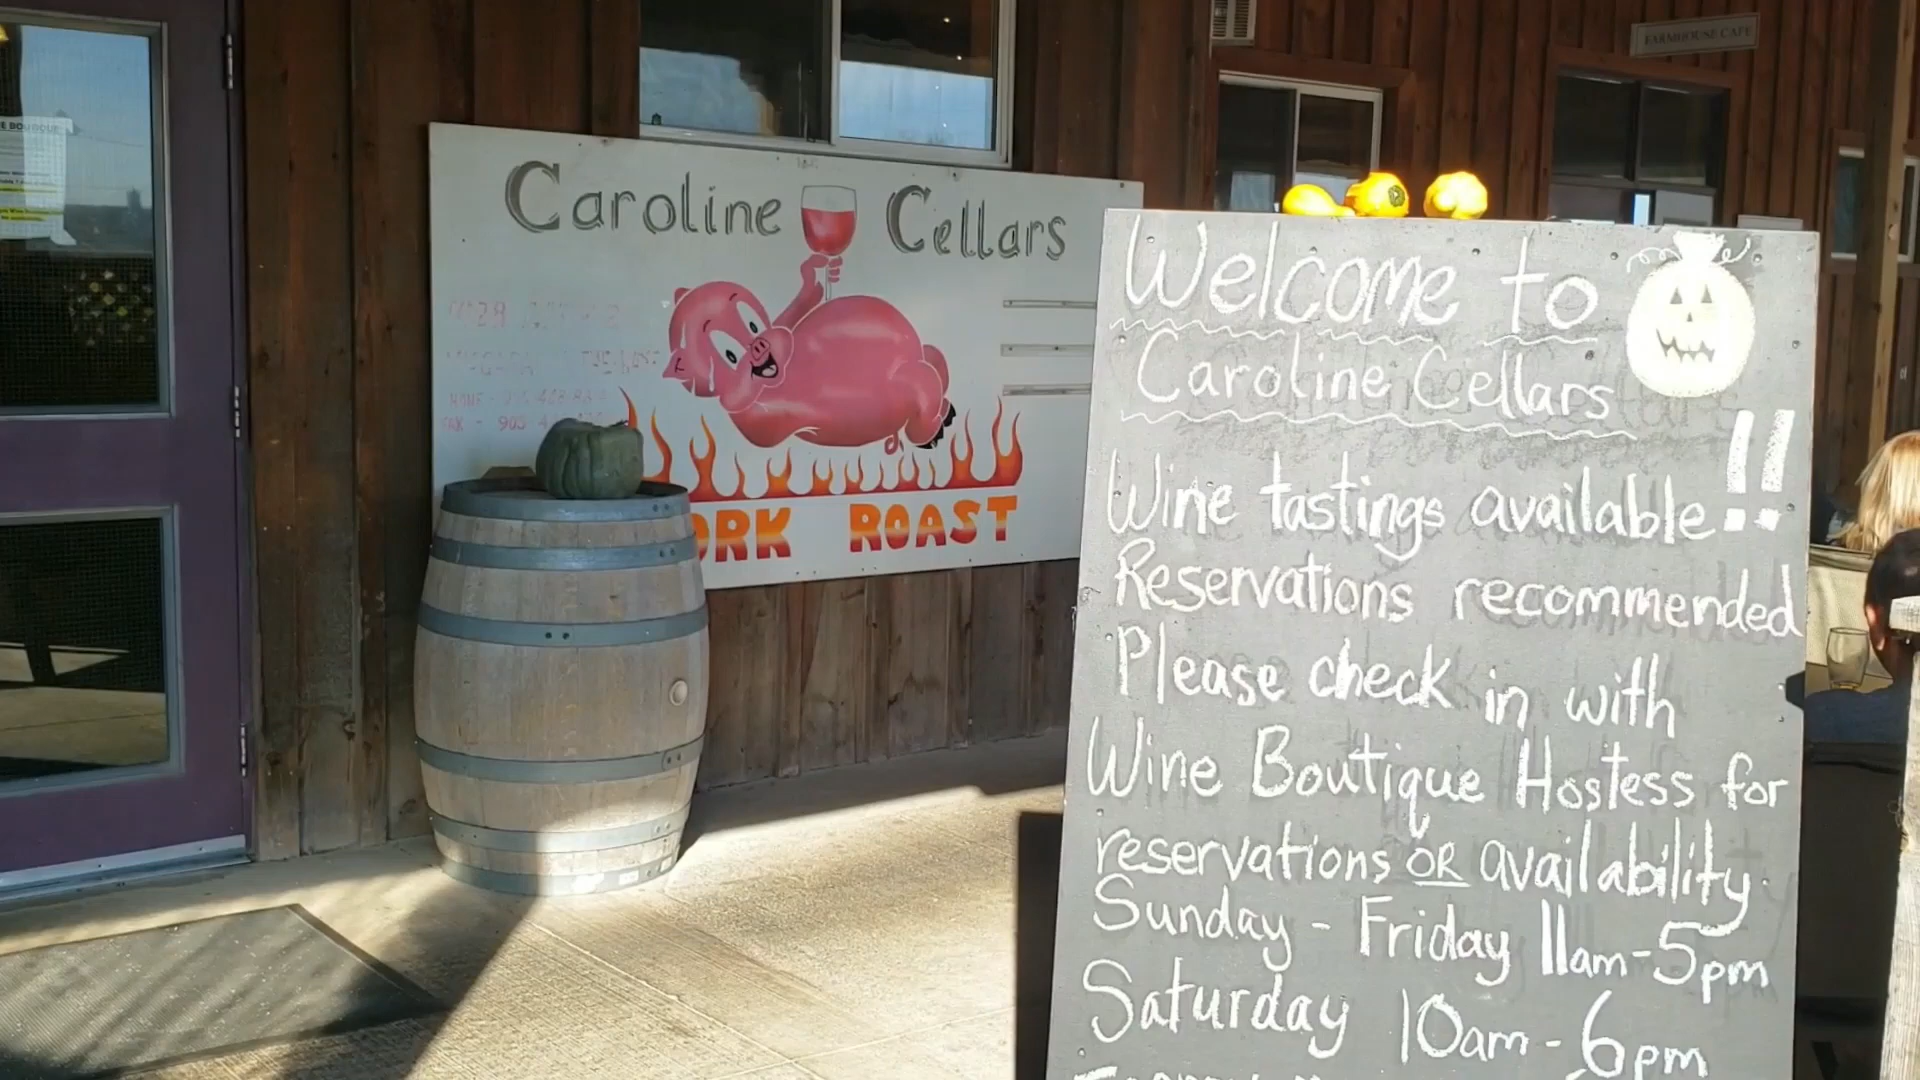 FARMHOUSE CAFE
Caroline Cellars
ORK ROAST
Welcome to
Caroline Cellars
Wine tastings available!!
Reservations recommended
Please check in with
Wine Boutique Hostess for
reservations OR availability.
Sunday - Friday 11am-5pm
Saturday 10am-6pm